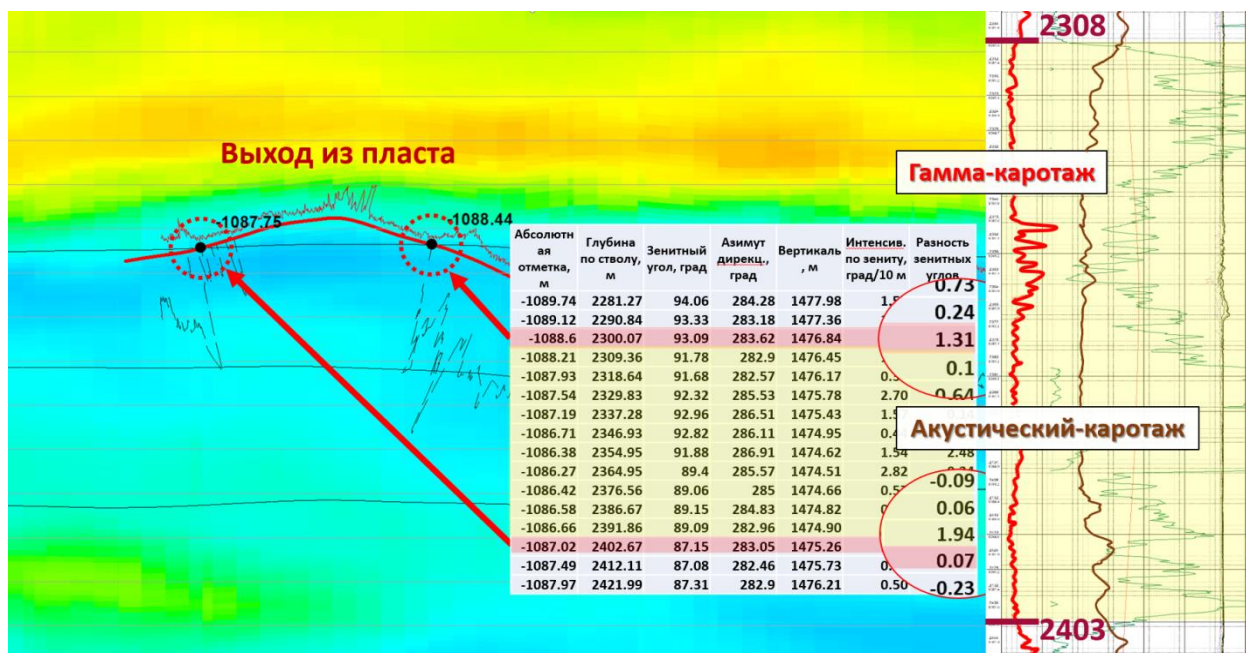 2308
Выход из пласта
Гамма-каротаж
-1087.75
-1088.44
Абсолютн ая отметка, м Глубина по стволу, м Зенитный угол, град Азимут дирекц., град Вертикаль , м Интенсив. по зениту, град/10 м Разность зенитных углов
-1089.74 2281.27 94.06 284.28 1477.98 0.73
-1089.12 2290.84 93.33 283.18 1477.36 0.24
-1088.6 2300.07 93.09 283.62 1476.84 1.31
-1088.21 2309.36 91.78 282.9 1476.45 0.1
-1087.93 2318.64 91.68 282.57 1476.17 0.64
-1087.54 2329.83 92.32 285.53 1475.78 2.70
-1087.19 2337.28 92.96 286.51 1475.43
-1086.71 2346.93 92.82 286.11 1474.95
Акустический-каротаж
-1086.38 2354.95 91.88 286.91 1474.62 1.54 2.48
-1086.27 2364.95 89.4 285.57 1474.51 2.82
-1086.42 2376.56 89.06 285 1474.66 -0.09
-1086.58 2386.67 89.15 284.83 1474.82 0.06
-1086.66 2391.86 89.09 282.96 1474.90 1.94
-1087.02 2402.67 87.15 283.05 1475.26 0.07
-1087.49 2412.11 87.08 282.46 1475.73 -0.23
-1087.97 2421.99 87.31 282.9 1476.21 0.50
2403